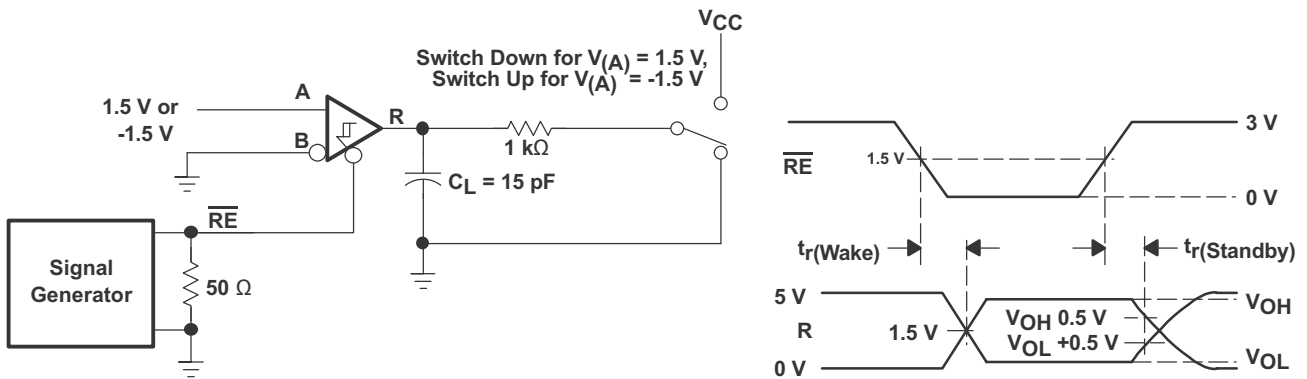 VCC
Switch Down for V(A) = 1.5 V,
Switch Up for V(A) = -1.5 V
A
1.5 V or
-1.5 V
B
R
1 kΩ
CL = 15 pF
RE
Signal
Generator
50 Ω
3 V
1.5 V
RE
0 V
tr(Wake)
tr(Standby)
5 V
VOH
R
1.5 V
VOH 0.5 V
VOL +0.5 V
0 V
VOL